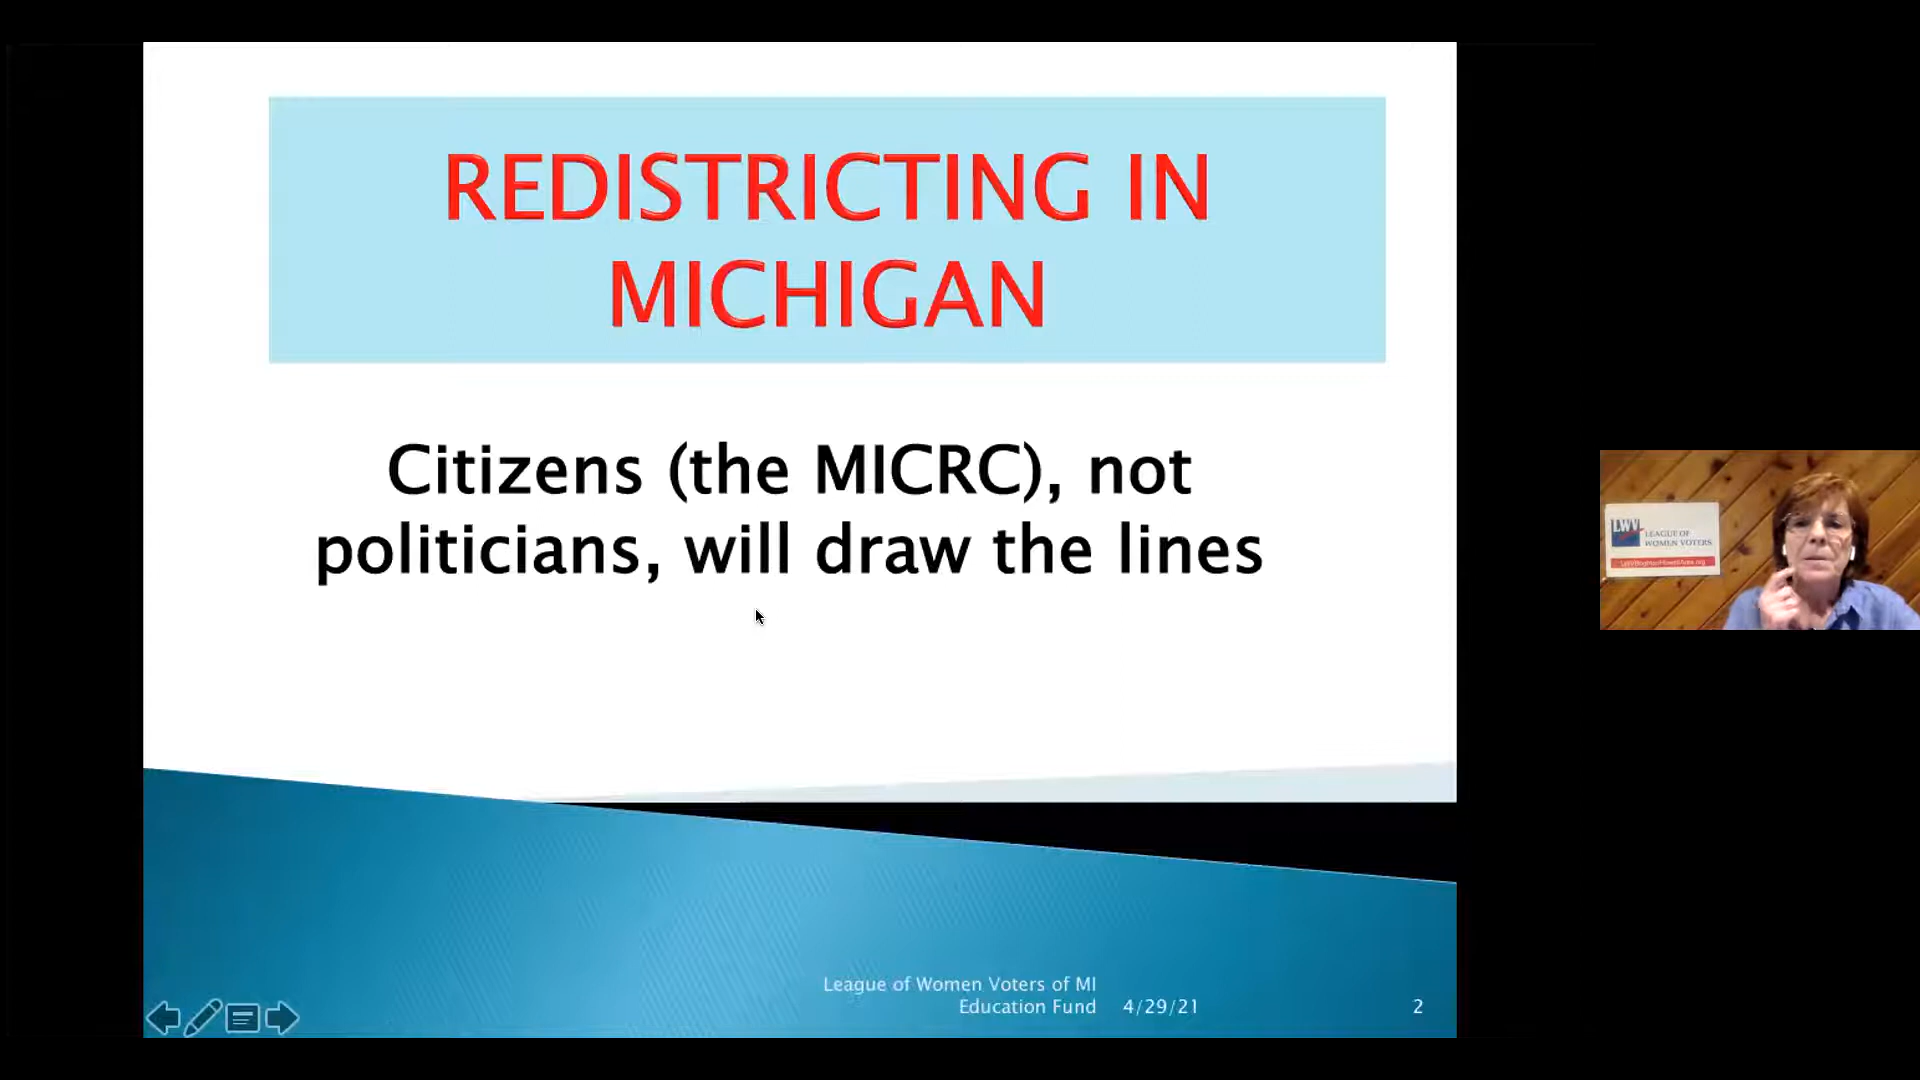 REDISTRICTING IN
MICHIGAN
Citizens (the MICRC), not
politicians, will draw the lines
League of Women Voters of MI
Education Fund 4/29/21 2
LWV
LEAGUE OF
WOMEN VOTERS